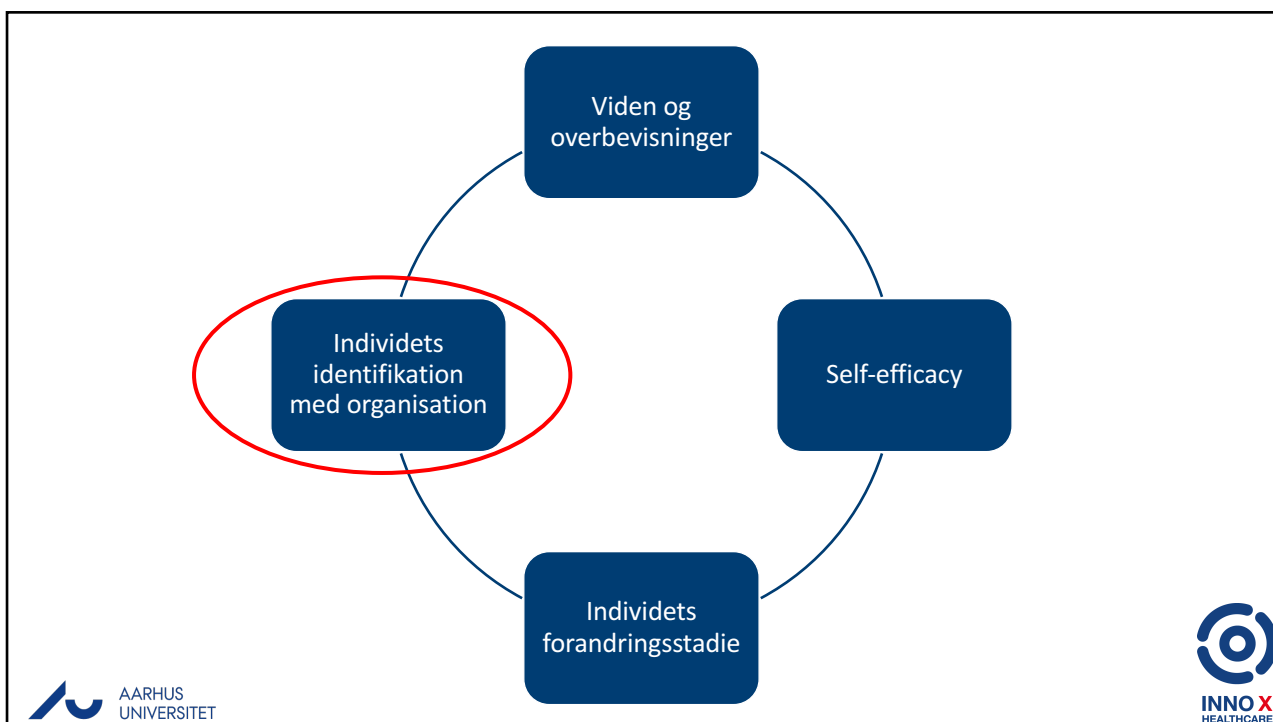 Viden og
overbevisninger
Individets
identifikation
med organisation
Self-efficacy
Individets
forandringsstadie
AARHUS
UNIVERSITET
INNO X
HEALTHCARE